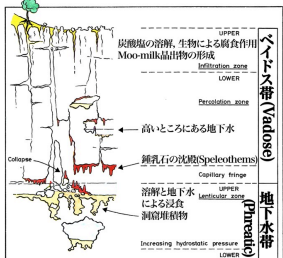 UPPER
炭酸塩の溶解,生物による腐食作用
Moo-milk晶出物の形成
Infiltration zone
LOWER
Percolation zone
高いところにある地下水
Collapse
鍾乳石の沈殿(Speleothems)
Capillary fringe
UPPER
溶解と地下水
Lenticular zone
による浸食
洞窟堆積物
Increasing hydrostatic pressure
LOWER
ベイドス帯(Vadose)
地下水帯
(Phreatic)